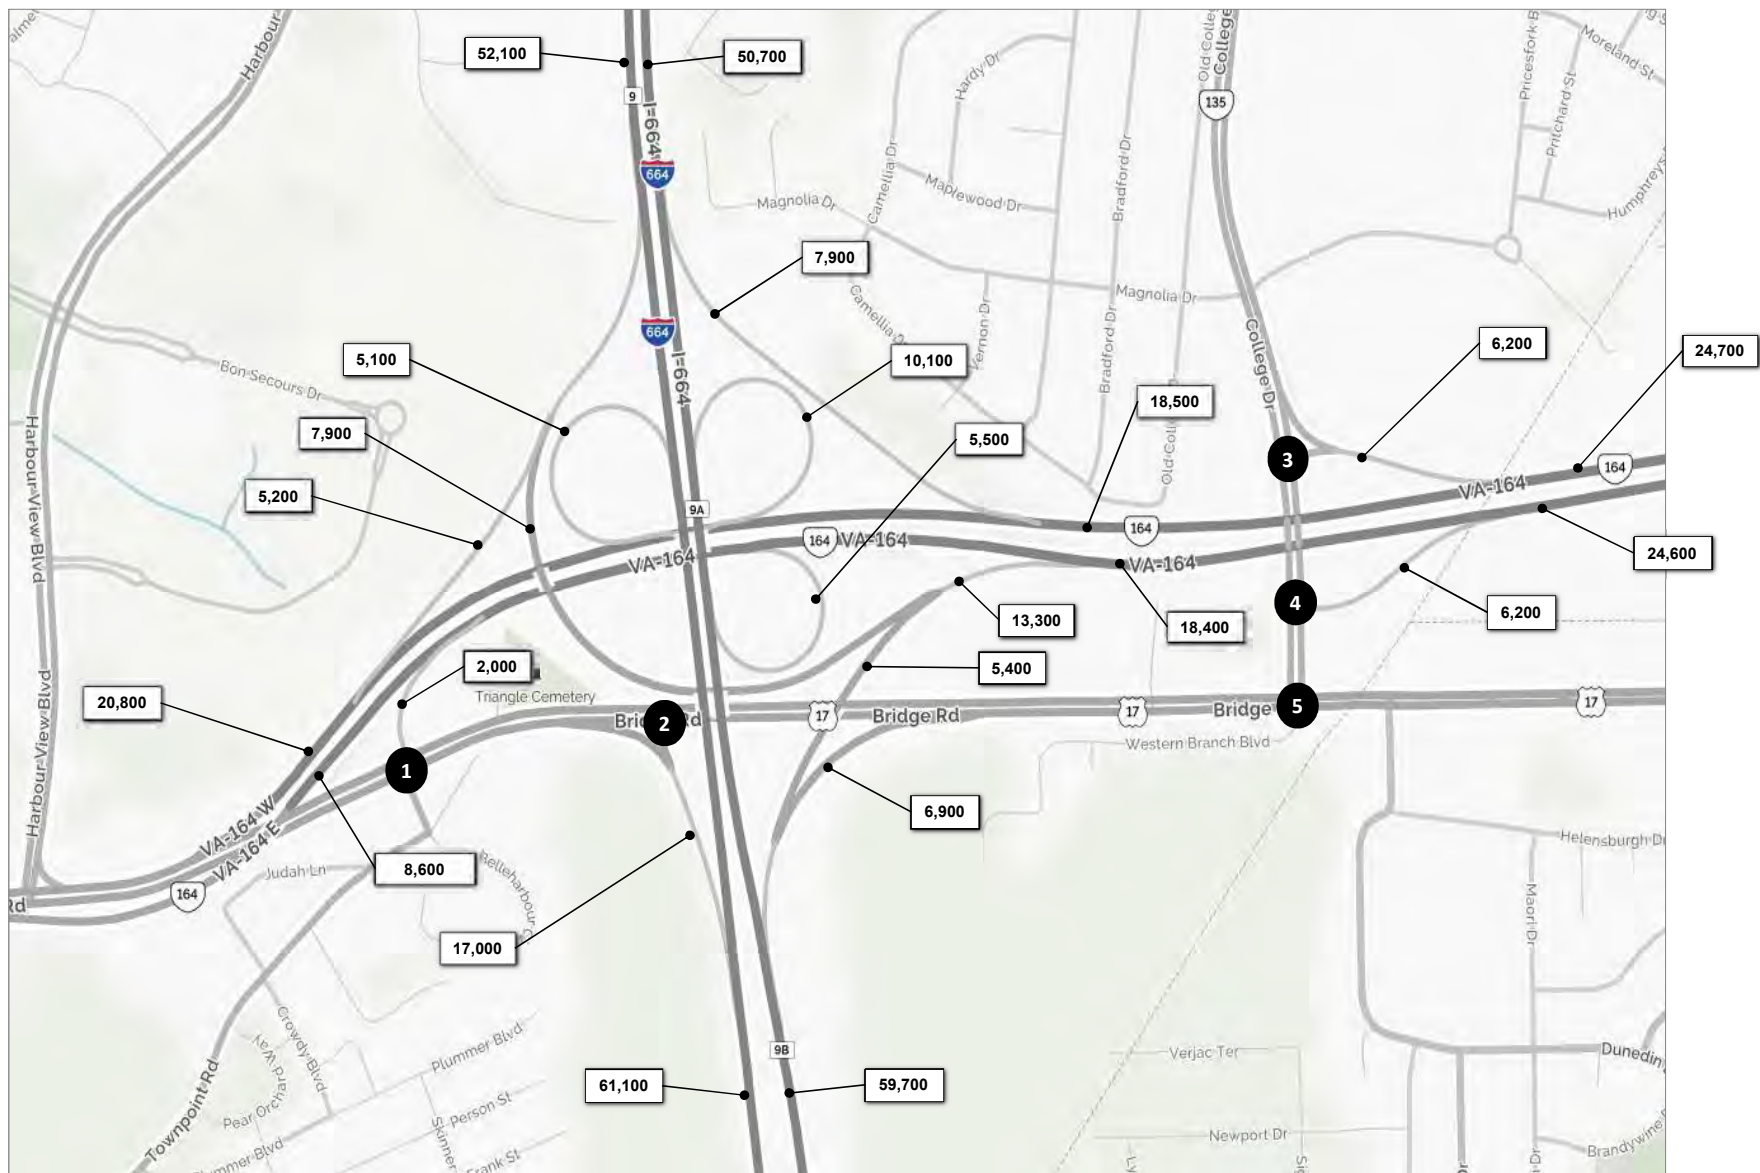 Harbour
52,100
50,700
9
I-664
664
Old College
College
135
Hardy Dr
Bradford Dr
Camellia Dr
Maplewood Dr
Magnolia Dr
Moreland St
Pritchard St
Humphreys
7,900
Camellia Dr
Vernon Dr
Bradford Dr
Magnolia Dr
664
I-664
College Dr
6,200
24,700
5,100
10,100
18,500
Bon Secours Dr
7,900
5,500
3
164
VA-164
5,200
9A
164
VA-164
164
VA-164
VA-164
24,600
Harbour View Blvd
4
13,300
18,400
6,200
2,000
5,400
Triangle Cemetery
20,800
Harbour View Blvd
2
17
Bridge Rd
17
Bridge
5
17
Western Branch Blvd
1
6,900
VA-164 W
VA-164 E
8,600
Judah Ln
Belleharbour
164
Rd
Helensburgh Dr
Maori Dr
17,000
Crowdy Blvd
Plummer Blvd
9B
Verjac Ter
Dunedin
61,100
59,700
Townpoint Rd
Pear Orchard Way
Person St
Skinner
Frank St
Newport Dr
Brandywine